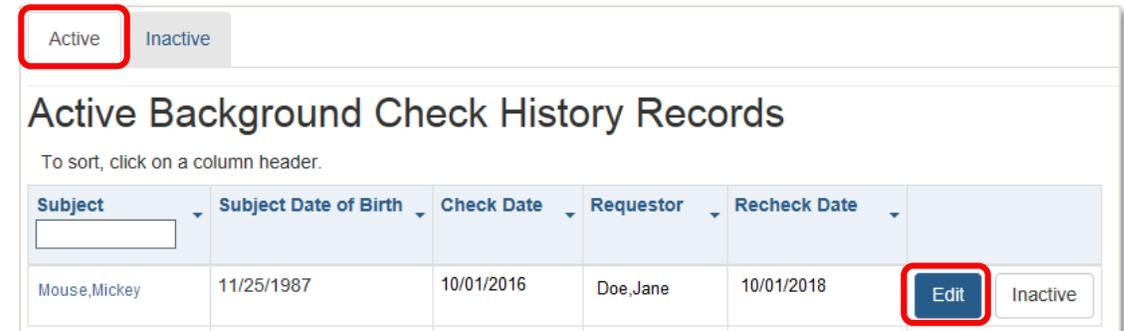 Active Inactive
Active Background Check History Records
To sort, click on a column header.
Subject Subject Date of Birth Check Date Requestor Recheck Date
Mouse,Mickey 11/25/1987 10/01/2016 Doe,Jane 10/01/2018 Edit Inactive